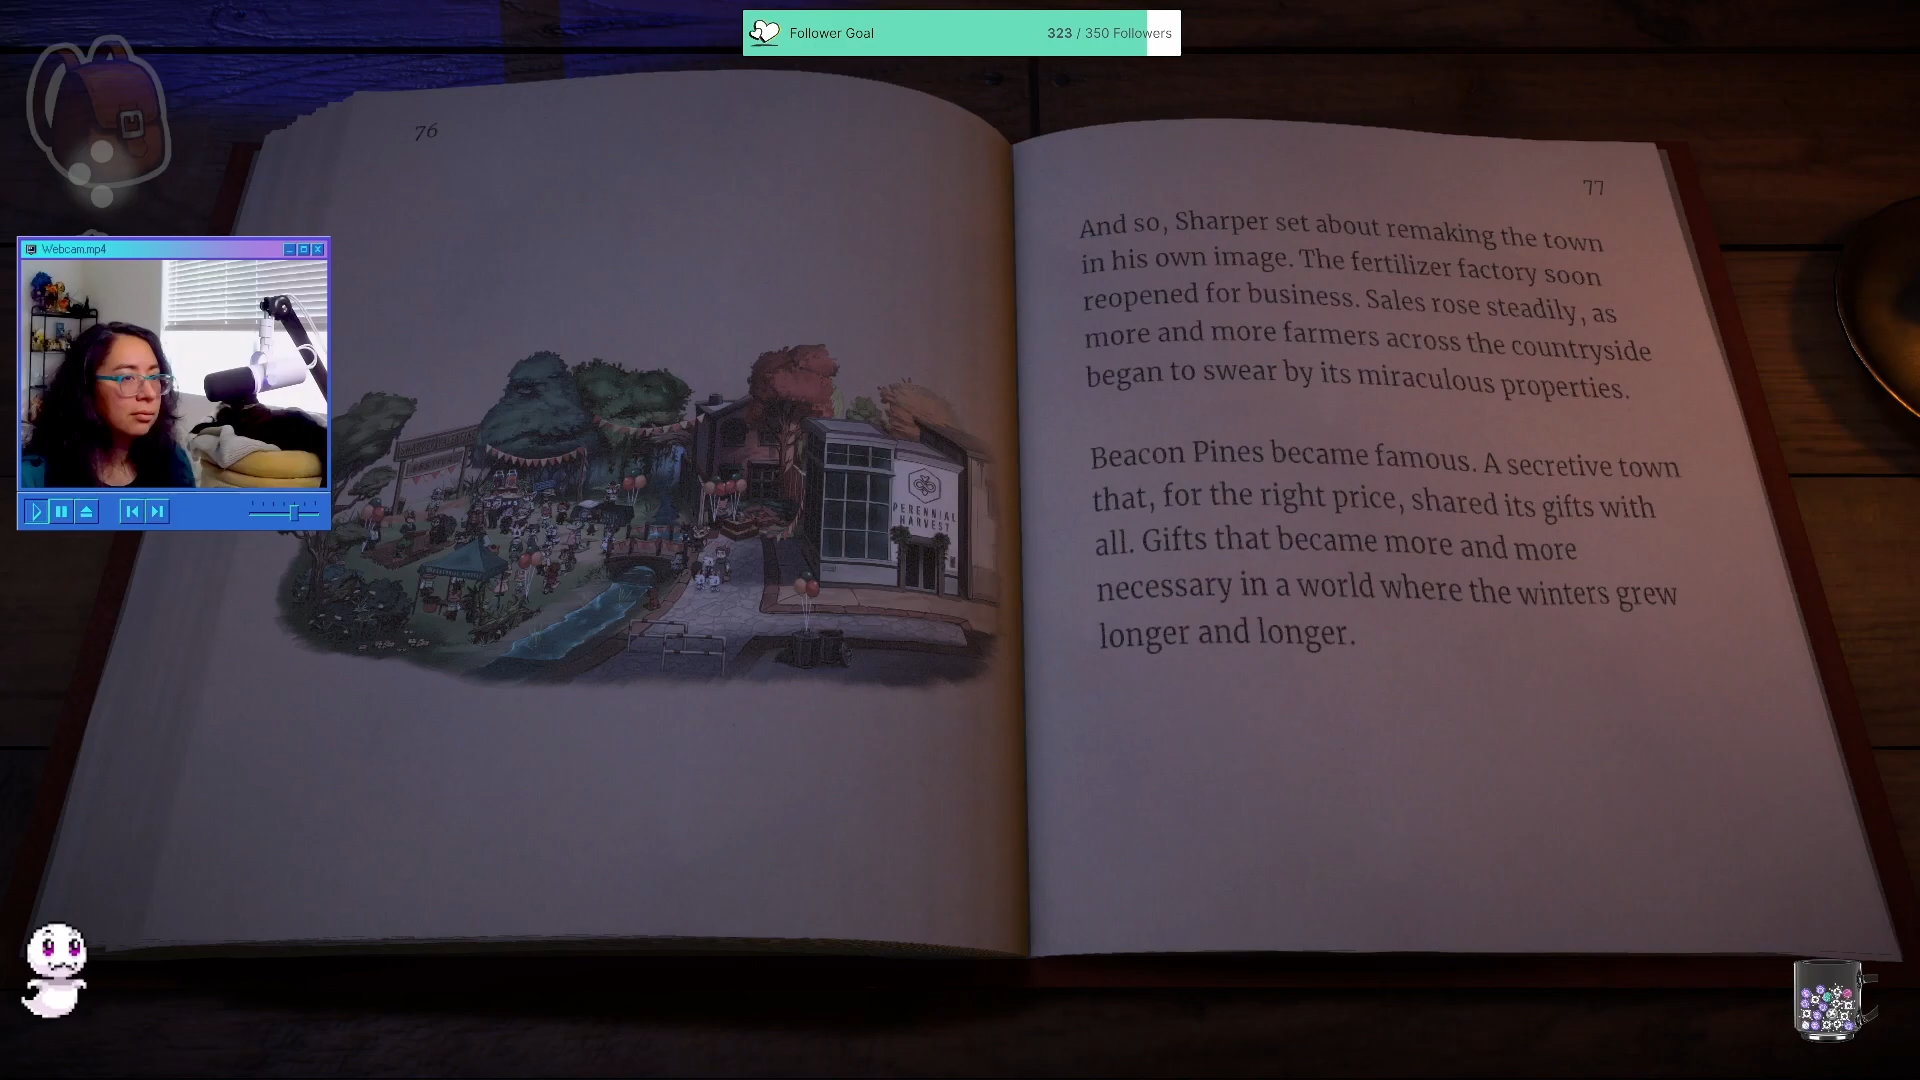 Follower Goal
323 / 350 Followers
Webcam.mp4
76
PERENNIAL
HARVEST
77
And so, Sharper set about remaking the town
in his own image. The fertilizer factory soon
reopened for business. Sales rose steadily, as
more and more farmers across the countryside
began to swear by its miraculous properties.
Beacon Pines became famous. A secretive town
that, for the right price, shared its gifts with
all. Gifts that became more and more
necessary in a world where the winters grew
longer and longer.